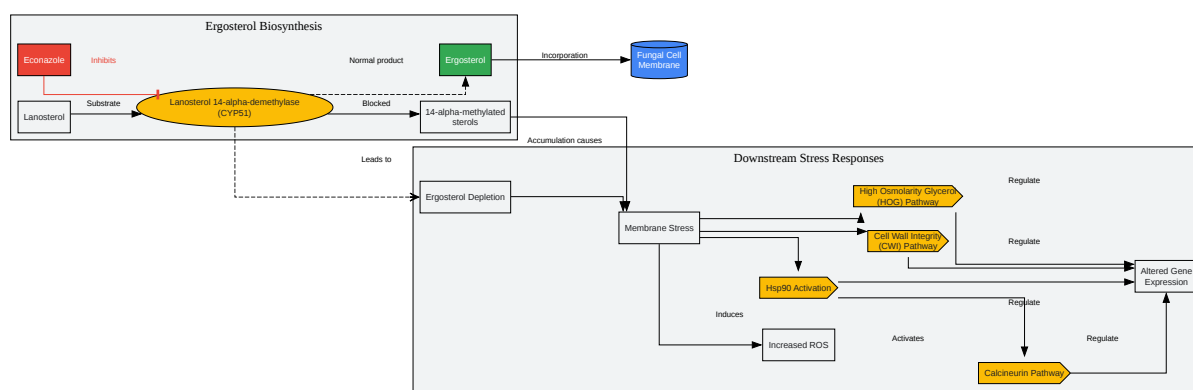 Ergosterol Biosynthesis
Econazole
Inhibits
Normal product
Ergosterol
Incorporation
Fungal Cell
Membrane
Lanosterol
Substrate
Lanosterol 14-alpha-demethylase
(CYP51)
Blocked
14-alpha-methylated
sterols
Accumulation causes
Leads to
Downstream Stress Responses
Ergosterol Depletion
Membrane Stress
High Osmolarity Glycerol
(HOG) Pathway
Regulate
Cell Wall Integrity
(CWI) Pathway
Regulate
Altered Gene
Expression
Hsp90 Activation
Regulate
Induces
Increased ROS
Activates
Regulate
Calcineurin Pathway